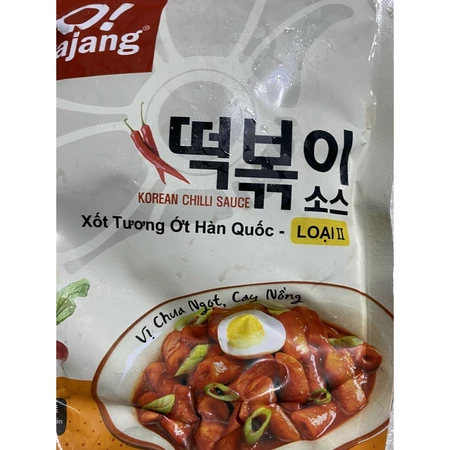 O!
ajang®
떡볶이
소스
KOREAN CHILLI SAUCE
Xốt Tương Ớt Hàn Quốc - LOẠI II
Vị Chua Ngọt, Cay Nồng